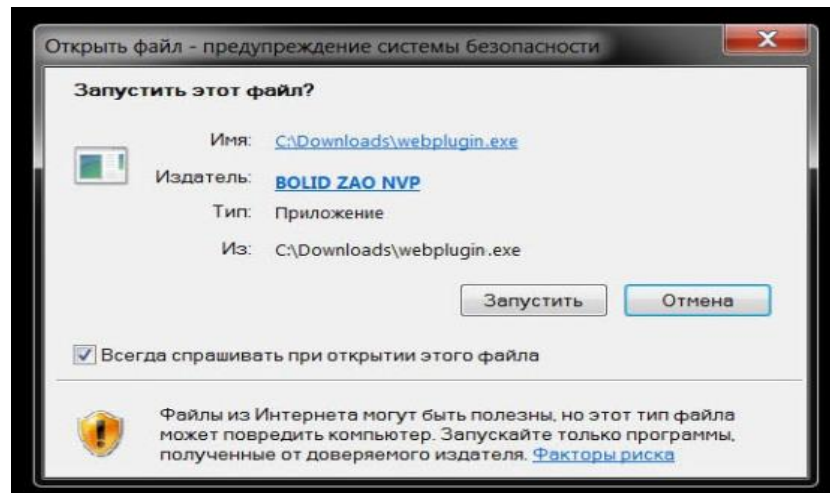 Открыть файл - предупреждение системы безопасности
Запустить этот файл?
Имя: C:\Downloads\webplugin.exe
Издатель: BOLID ZAO NVP
Тип: Приложение
Из: C:\Downloads\webplugin.exe
Запустить Отмена
Всегда спрашивать при открытии этого файла
Файлы из Интернета могут быть полезны, но этот тип файла
может повредить компьютер. Запускайте только программы,
полученные от доверяемого издателя. Факторы риска